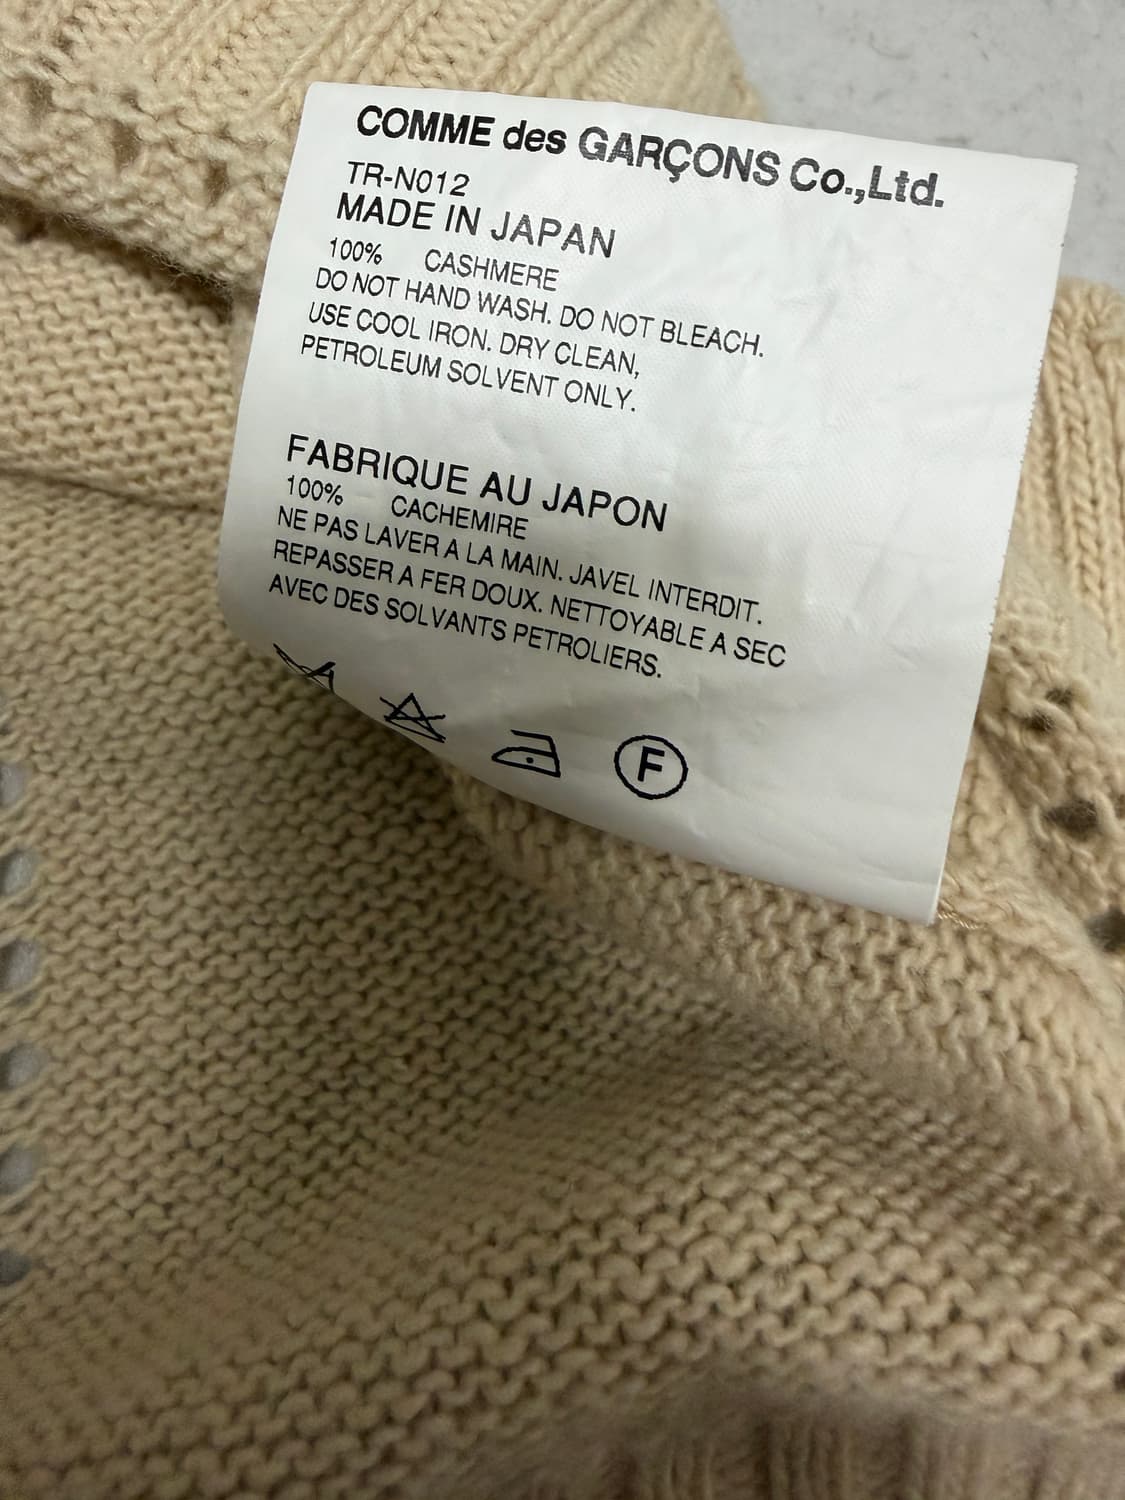 COMME des GARÇONS Co.,Ltd.
TR-N012
MADE IN JAPAN
100% CASHMERE
DO NOT HAND WASH. DO NOT BLEACH.
USE COOL IRON. DRY CLEAN,
PETROLEUM SOLVENT ONLY.
FABRIQUE AU JAPON
100% CACHEMIRE
NE PAS LAVER A LA MAIN. JAVEL INTERDIT.
REPASSER A FER DOUX. NETTOYABLE A SEC
AVEC DES SOLVANTS PETROLIERS.
F